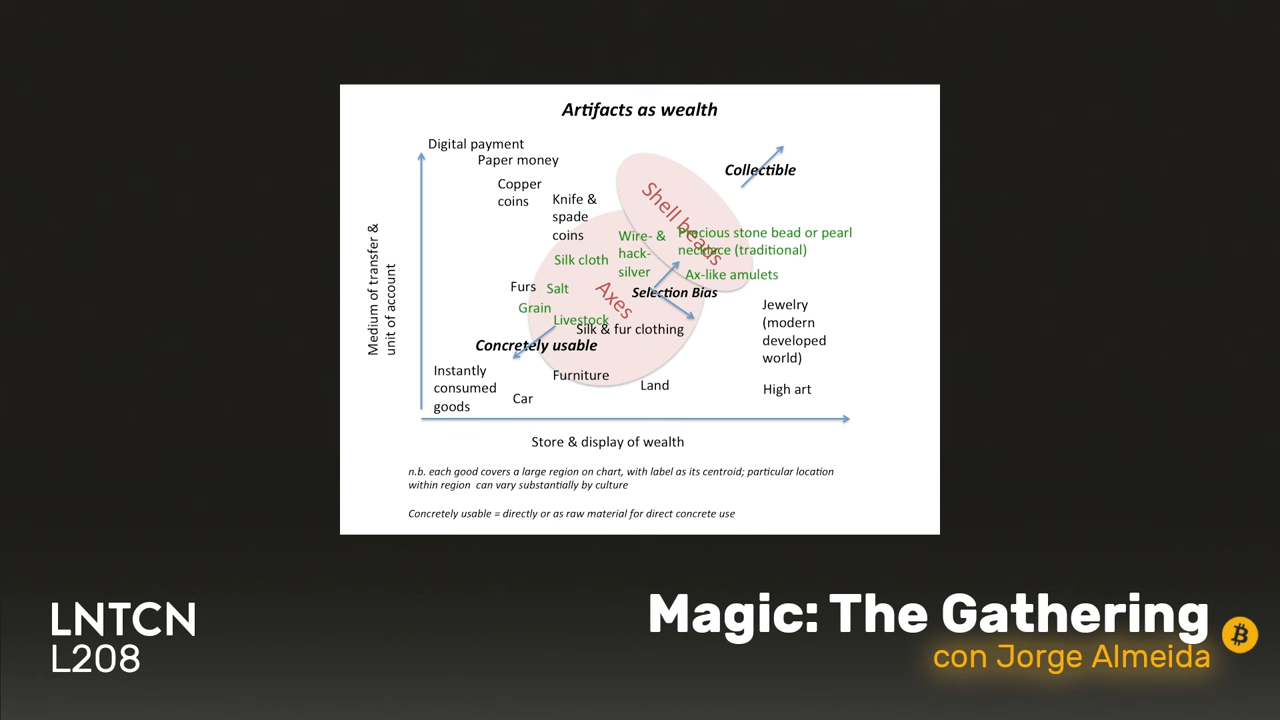 Artifacts as wealth
Digital payment
Paper money
Copper
coins
Knife &
spade
coins
Collectible
Shell beads
Wire- &
hack-
silver
Precious stone bead or pearl
necklace (traditional)
Silk cloth
Ax-like amulets
Furs
Salt
Axes
Selection Bias
Grain
Livestock
Silk & fur clothing
Jewelry
(modern
developed
world)
Concretely usable
Instantly
consumed
goods
Furniture
Land
Car
High art
Medium of transfer &
unit of account
Store & display of wealth
n.b. each good covers a large region on chart, with label as its centroid; particular location
within region can vary substantially by culture
Concretely usable = directly or as raw material for direct concrete use
LNTCN
L208
Magic: The Gathering
con Jorge Almeida